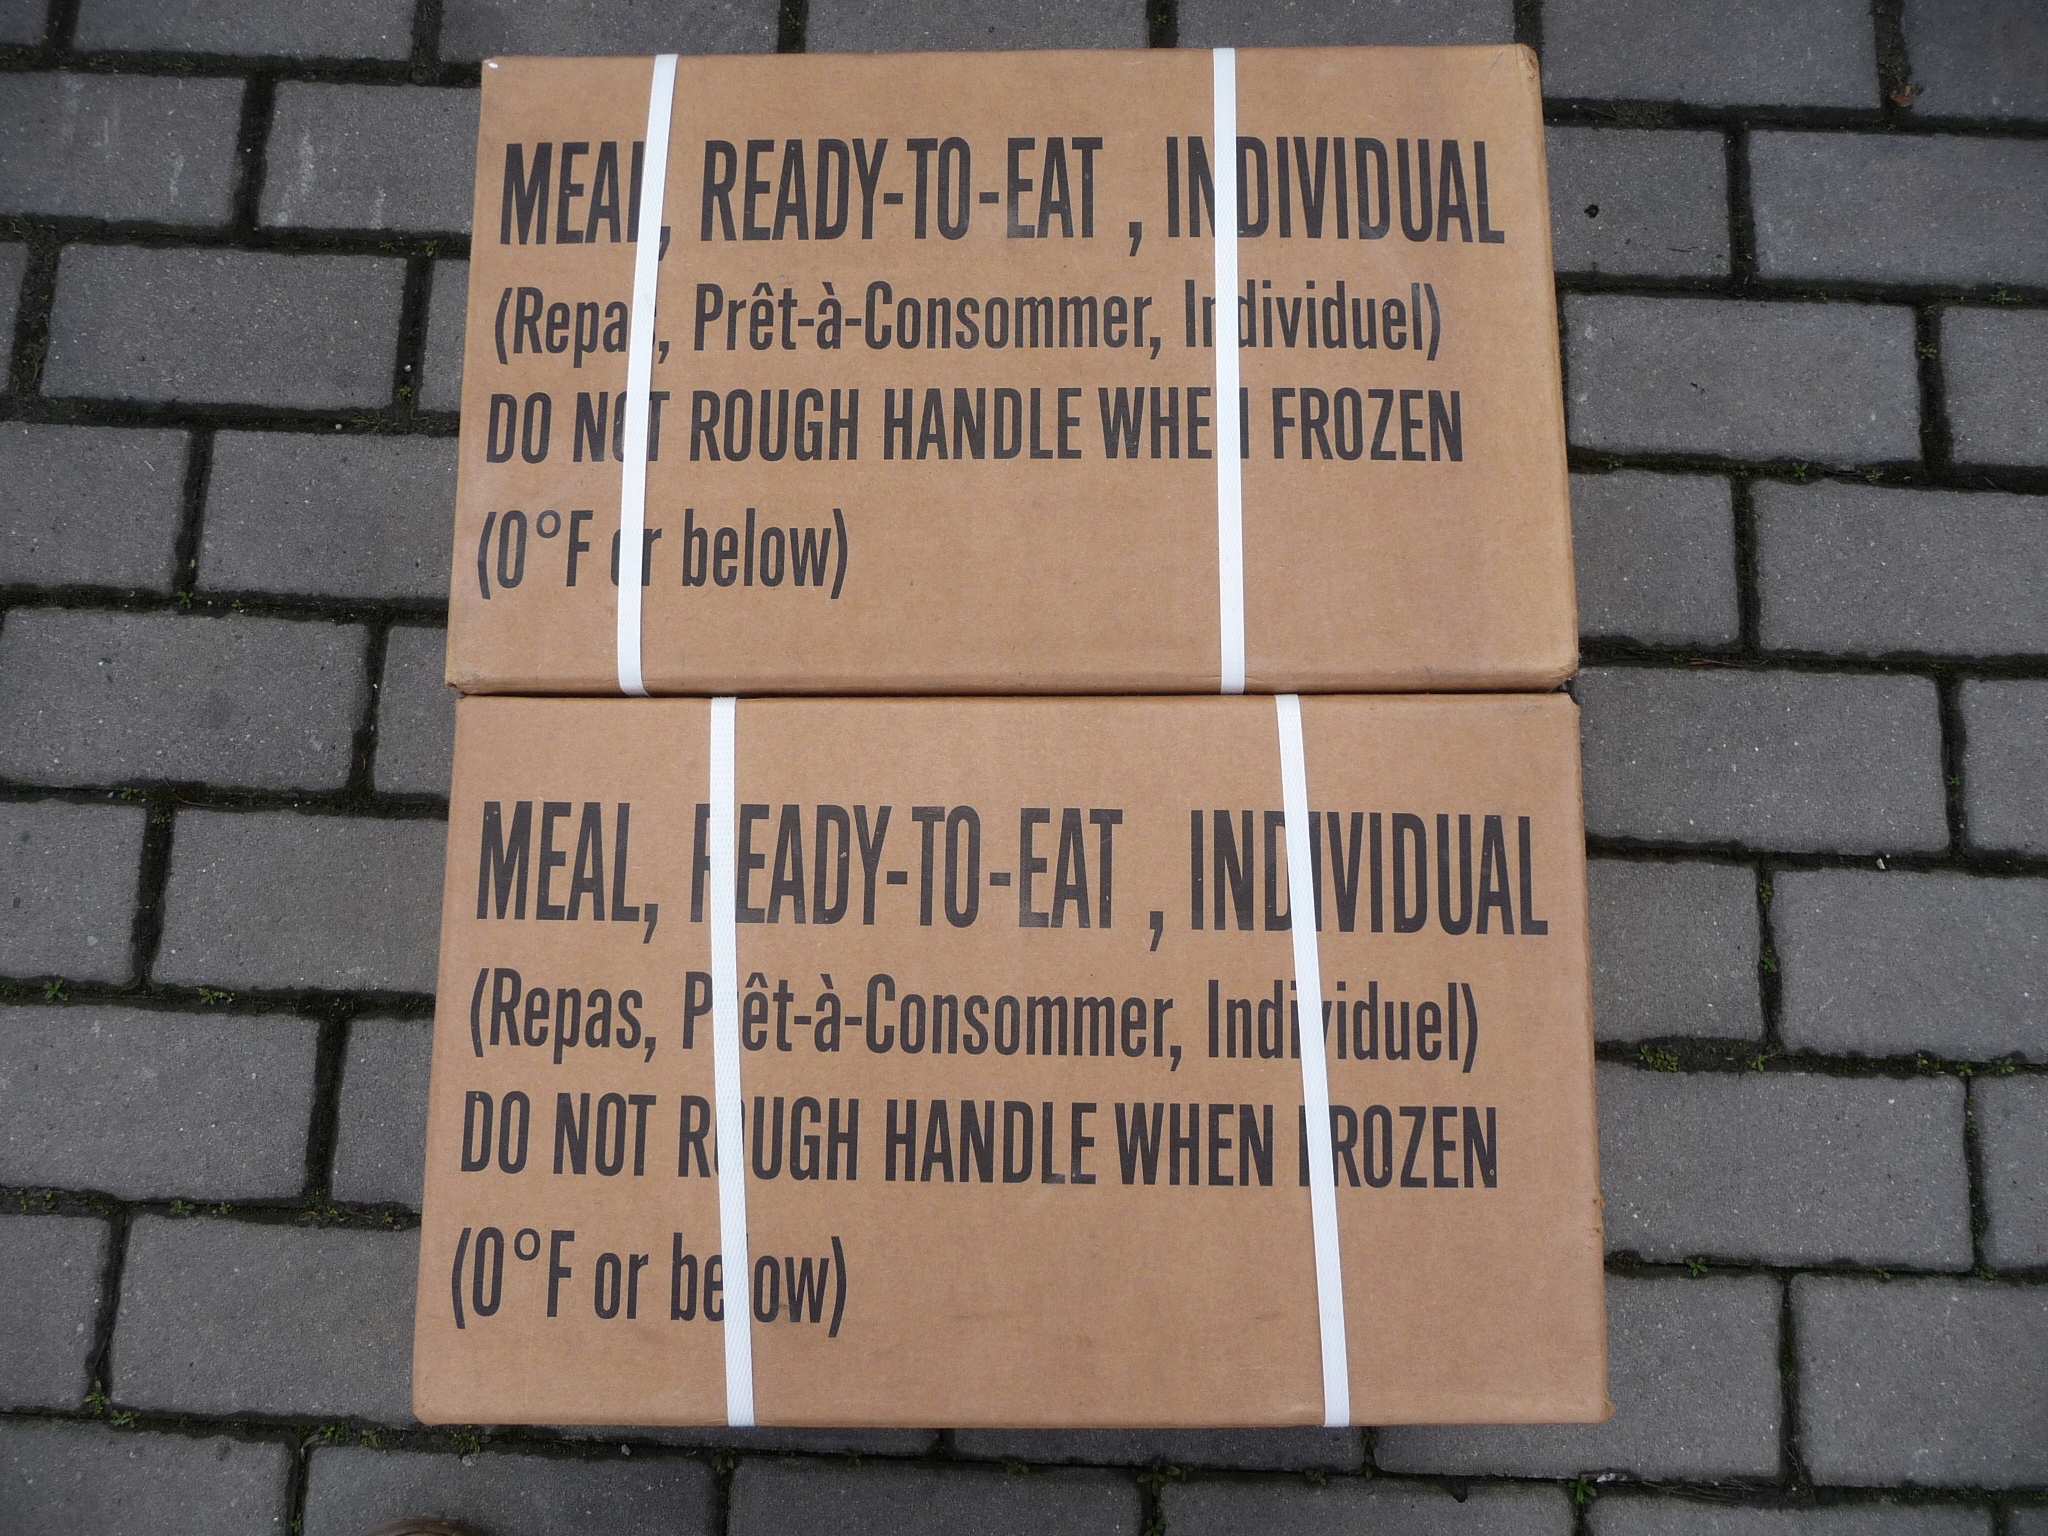 MEAL, READY-TO-EAT , INDIVIDUAL
(Repas, Prêt-à-Consommer, Individuel)
DO NOT ROUGH HANDLE WHEN FROZEN
(0°F or below)
MEAL, READY-TO-EAT , INDIVIDUAL
(Repas, Prêt-à-Consommer, Individuel)
DO NOT ROUGH HANDLE WHEN FROZEN
(0°F or below)